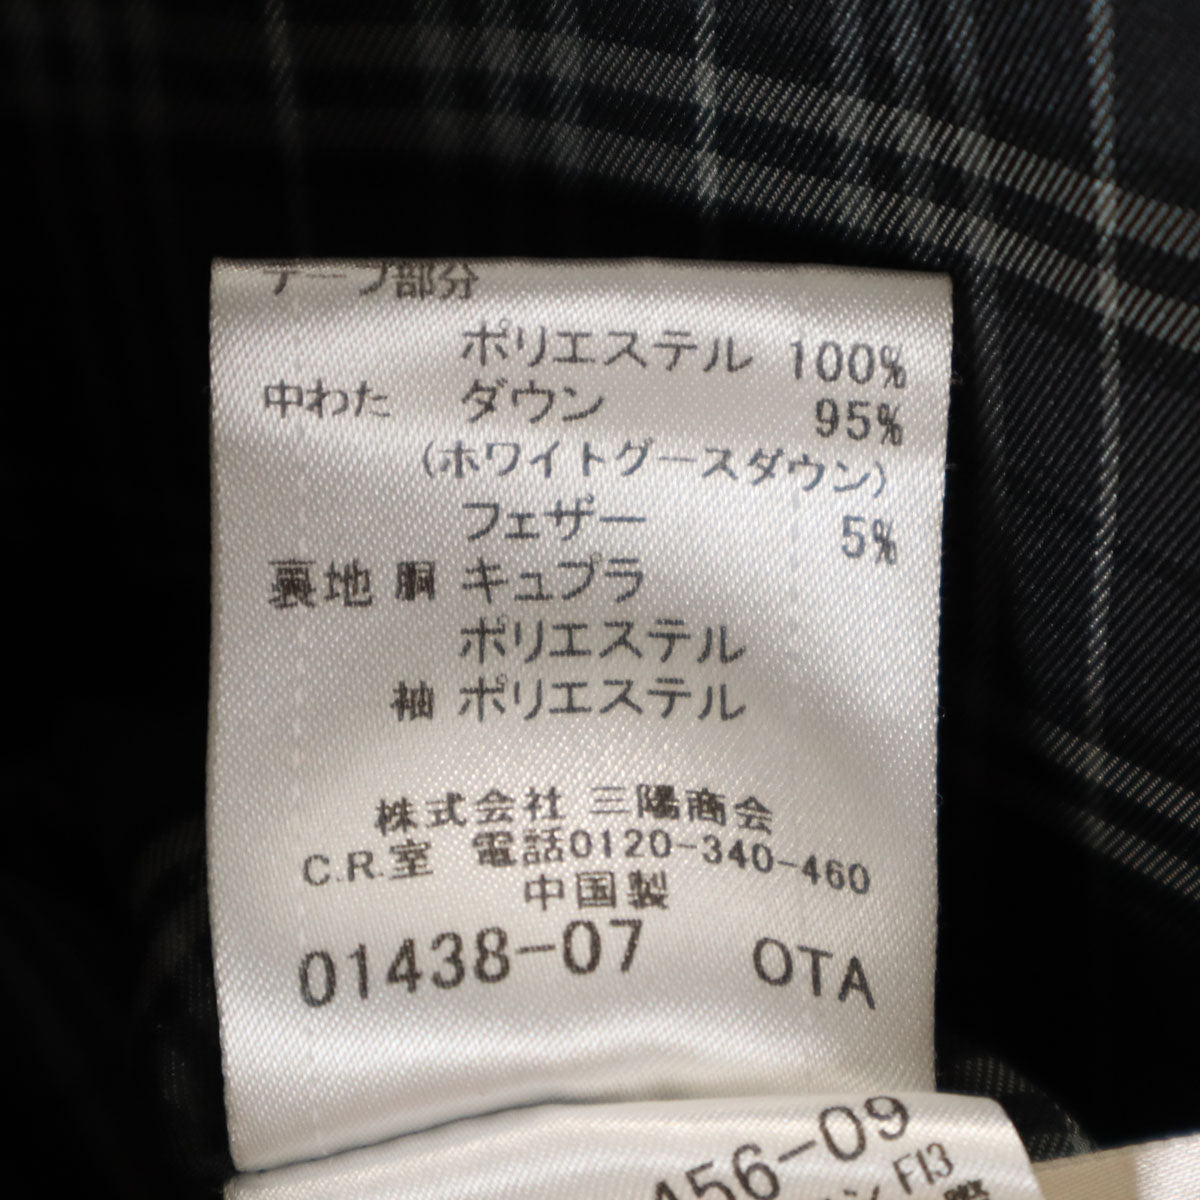 テープ部分
ポリエステル 100%
中わた ダウン 95%
(ホワイトグースダウン)
フェザー 5%
裏地 胴 キュプラ
ポリエステル
袖 ポリエステル
株式会社 三陽商会
C.R.室 電話0120-340-460
中国製
01438-07 OTA
456-09
F13